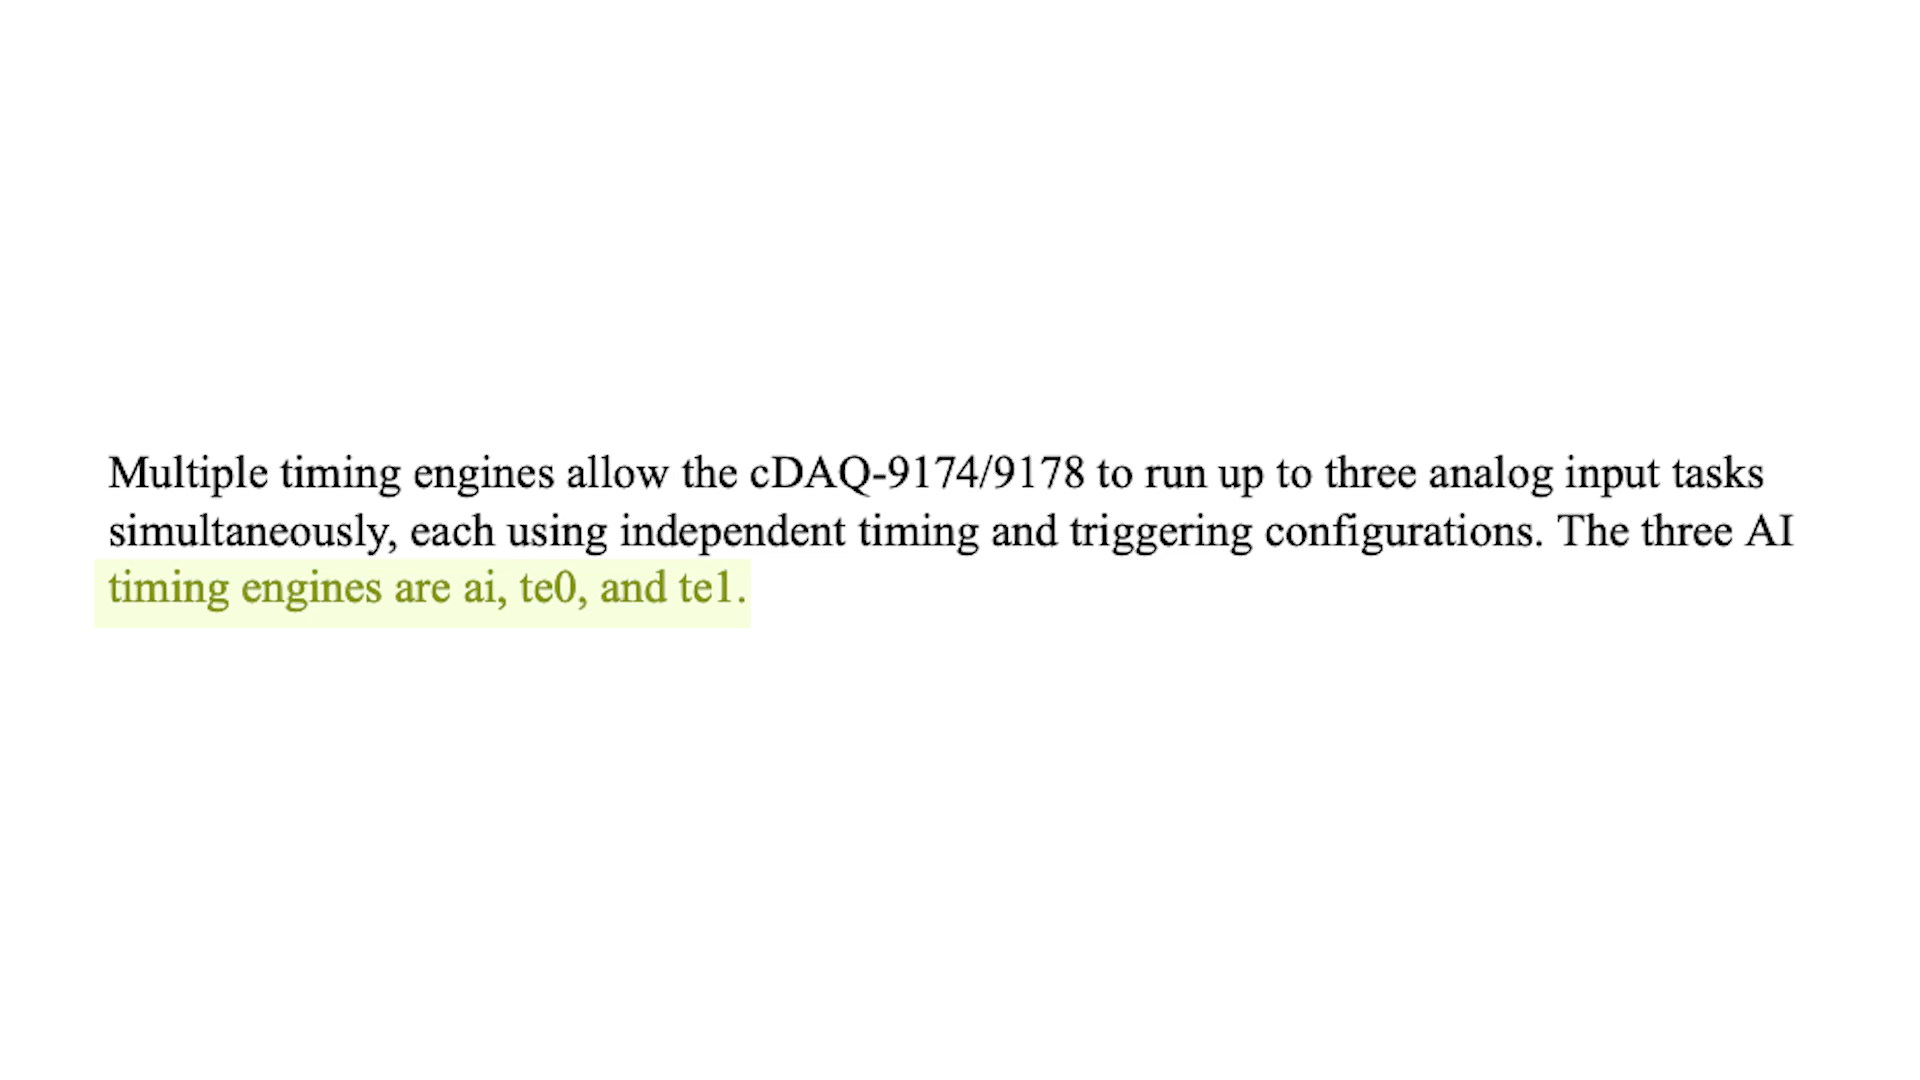 Multiple timing engines allow the cDAQ-9174/9178 to run up to three analog input tasks
simultaneously, each using independent timing and triggering configurations. The three AI
timing engines are ai, te0, and te1.